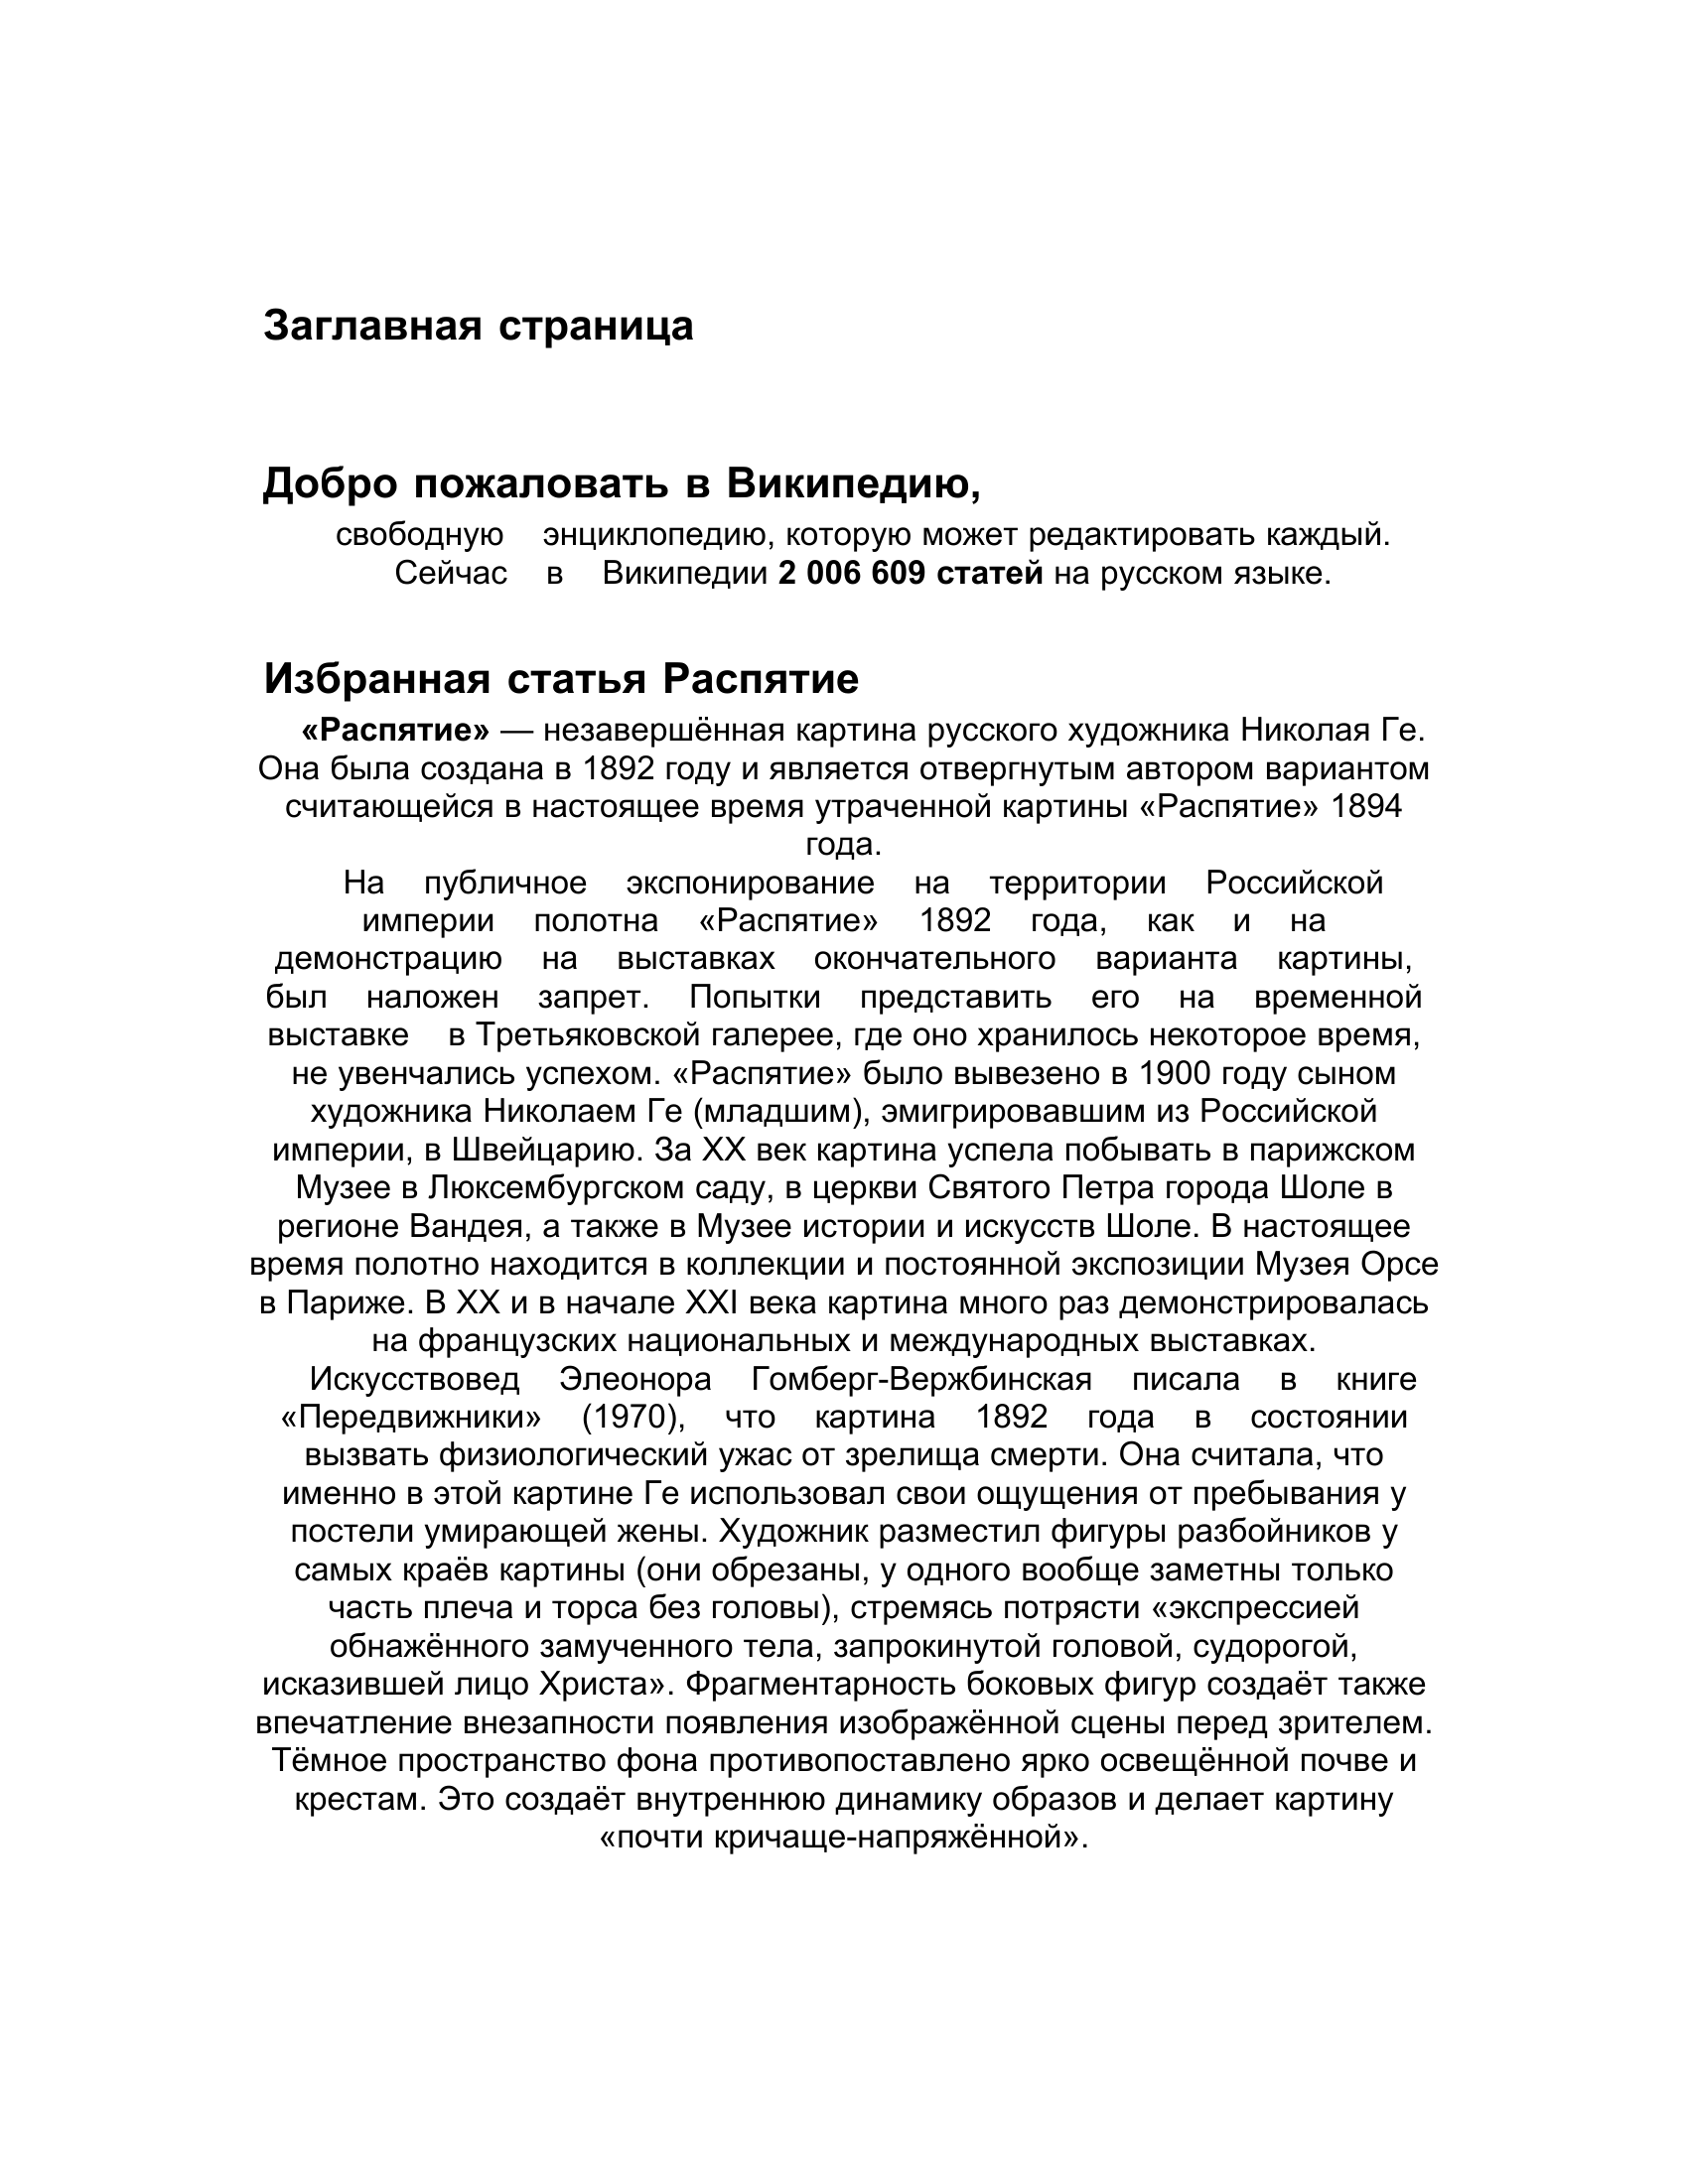 Заглавная страница
Добро пожаловать в Википедию,
свободную энциклопедию, которую может редактировать каждый.
Сейчас в Википедии 2 006 609 статей на русском языке.
Избранная статья Распятие
«Распятие» — незавершённая картина русского художника Николая Ге.
Она была создана в 1892 году и является отвергнутым автором вариантом
считающейся в настоящее время утраченной картины «Распятие» 1894
года.
На публичное экспонирование на территории Российской
империи полотна «Распятие» 1892 года, как и на
демонстрацию на выставках окончательного варианта картины,
был наложен запрет. Попытки представить его на временной
выставке в Третьяковской галерее, где оно хранилось некоторое время,
не увенчались успехом. «Распятие» было вывезено в 1900 году сыном
художника Николаем Ге (младшим), эмигрировавшим из Российской
империи, в Швейцарию. За XX век картина успела побывать в парижском
Музее в Люксембургском саду, в церкви Святого Петра города Шоле в
регионе Вандея, а также в Музее истории и искусств Шоле. В настоящее
время полотно находится в коллекции и постоянной экспозиции Музея Орсе
в Париже. В XX и в начале XXI века картина много раз демонстрировалась
на французских национальных и международных выставках.
Искусствовед Элеонора Гомберг-Вержбинская писала в книге
«Передвижники» (1970), что картина 1892 года в состоянии
вызвать физиологический ужас от зрелища смерти. Она считала, что
именно в этой картине Ге использовал свои ощущения от пребывания у
постели умирающей жены. Художник разместил фигуры разбойников у
самых краёв картины (они обрезаны, у одного вообще заметны только
часть плеча и торса без головы), стремясь потрясти «экспрессией
обнажённого замученного тела, запрокинутой головой, судорогой,
исказившей лицо Христа». Фрагментарность боковых фигур создаёт также
впечатление внезапности появления изображённой сцены перед зрителем.
Тёмное пространство фона противопоставлено ярко освещённой почве и
крестам. Это создаёт внутреннюю динамику образов и делает картину
«почти кричаще-напряжённой».